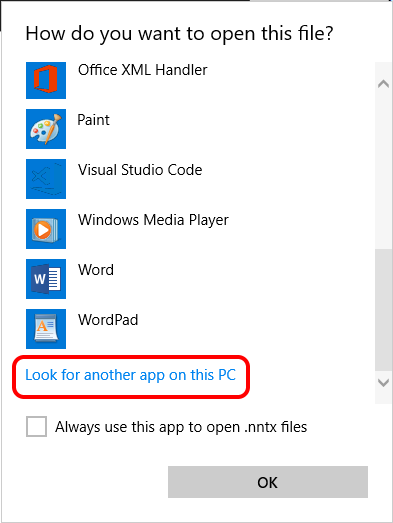 How do you want to open this file?
Office XML Handler
Paint
Visual Studio Code
Windows Media Player
Word
WordPad
Look for another app on this PC
Always use this app to open .nntx files
OK